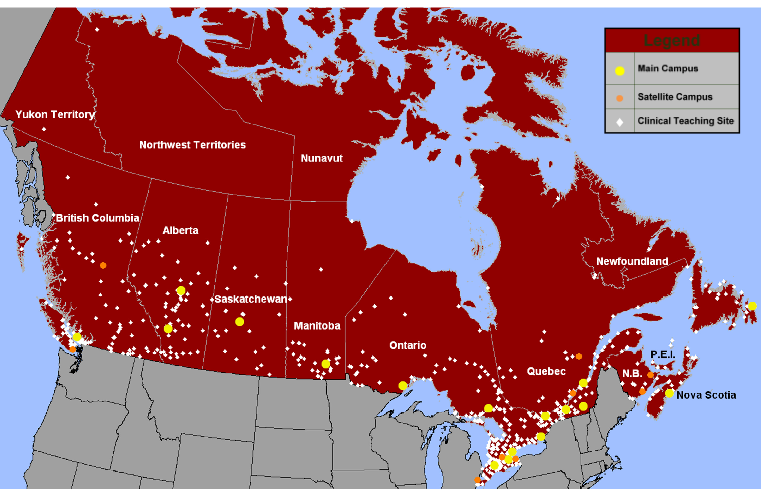 Legend
Main Campus
Satellite Campus
Clinical Teaching Site
Yukon Territory
Northwest Territories
Nunavut
British Columbia
Alberta
Saskatchewan
Manitoba
Ontario
Quebec
Newfoundland
P.E.I.
N.B.
Nova Scotia